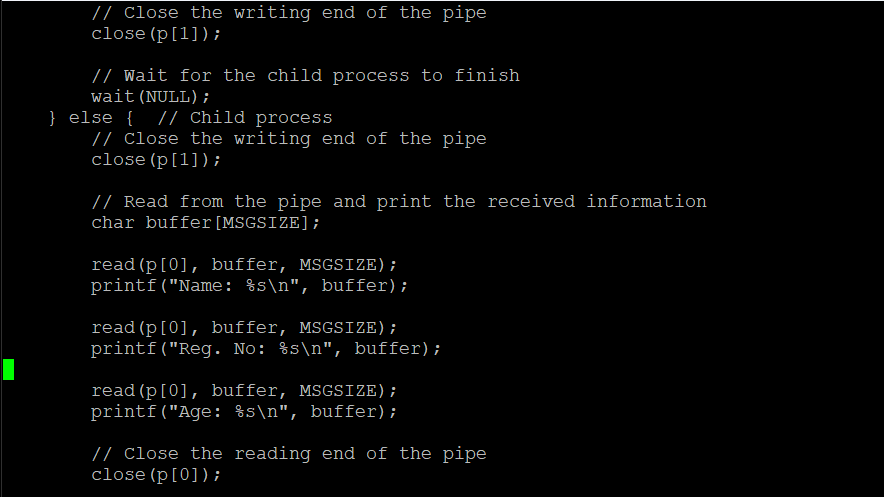 // Close the writing end of the pipe
close(p[1]);
// Wait for the child process to finish
wait(NULL);
} else {  // Child process
// Close the writing end of the pipe
close(p[1]);
// Read from the pipe and print the received information
char buffer[MSGSIZE];
read(p[0], buffer, MSGSIZE);
printf("Name: %s\n", buffer);
read(p[0], buffer, MSGSIZE);
printf("Reg. No: %s\n", buffer);
read(p[0], buffer, MSGSIZE);
printf("Age: %s\n", buffer);
// Close the reading end of the pipe
close(p[0]);